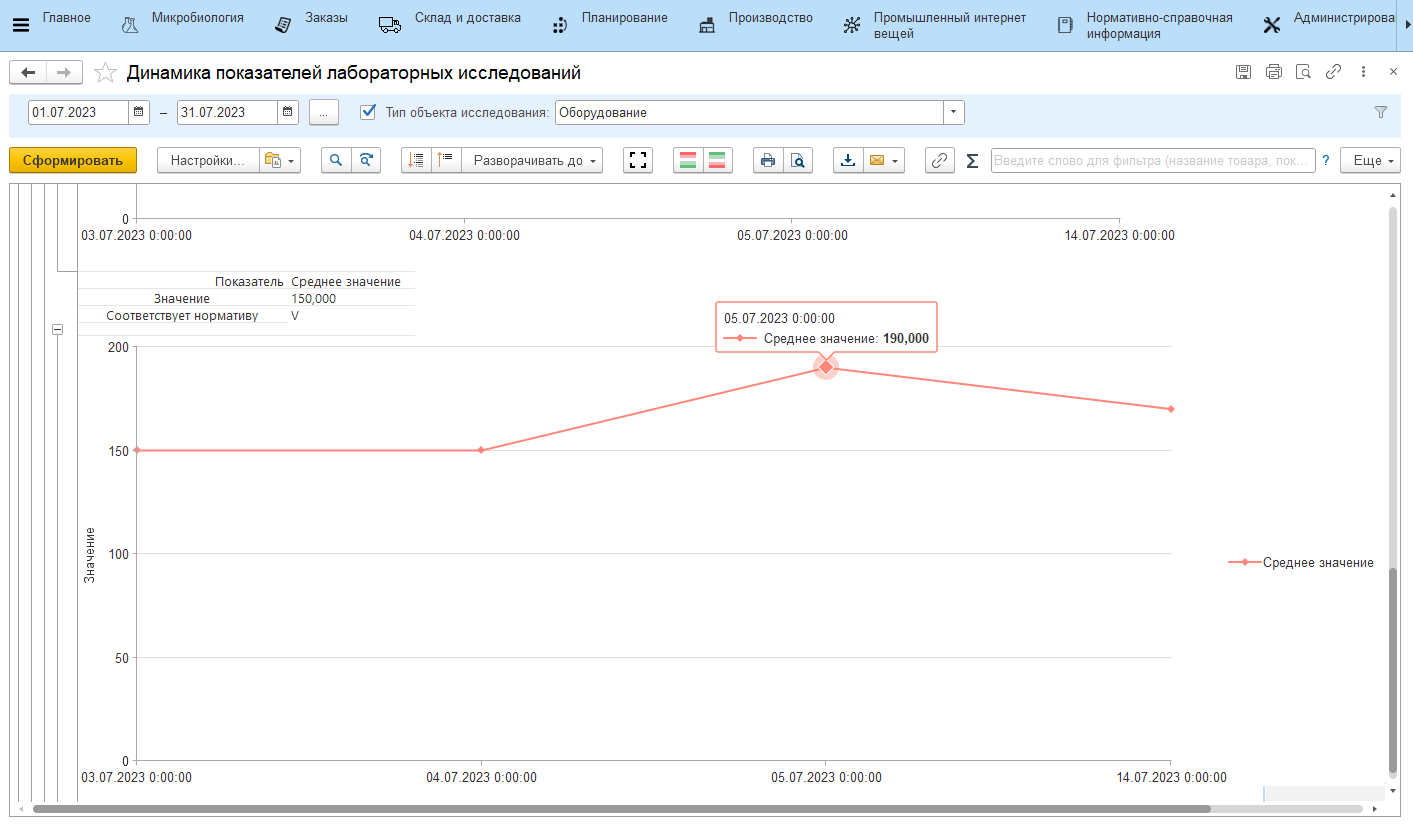 Главное
Микробиология
Заказы
Склад и доставка
Планирование
Производство
Промышленный интернет
вещей
Нормативно-справочная
информация
Администрирова
Динамика показателей лабораторных исследований
01.07.2023 – 31.07.2023 ... Тип объекта исследования: Оборудование
Сформировать Настройки... Разворачивать до Σ Введите слово для фильтра (название товара, пок... ? Еще
0
03.07.2023 0:00:00 04.07.2023 0:00:00 05.07.2023 0:00:00 14.07.2023 0:00:00
Показатель Среднее значение
Значение 150,000
Соответствует нормативу V
05.07.2023 0:00:00
Среднее значение: 190,000
200
150
100
50
0
Значение
Среднее значение
03.07.2023 0:00:00 04.07.2023 0:00:00 05.07.2023 0:00:00 14.07.2023 0:00:00